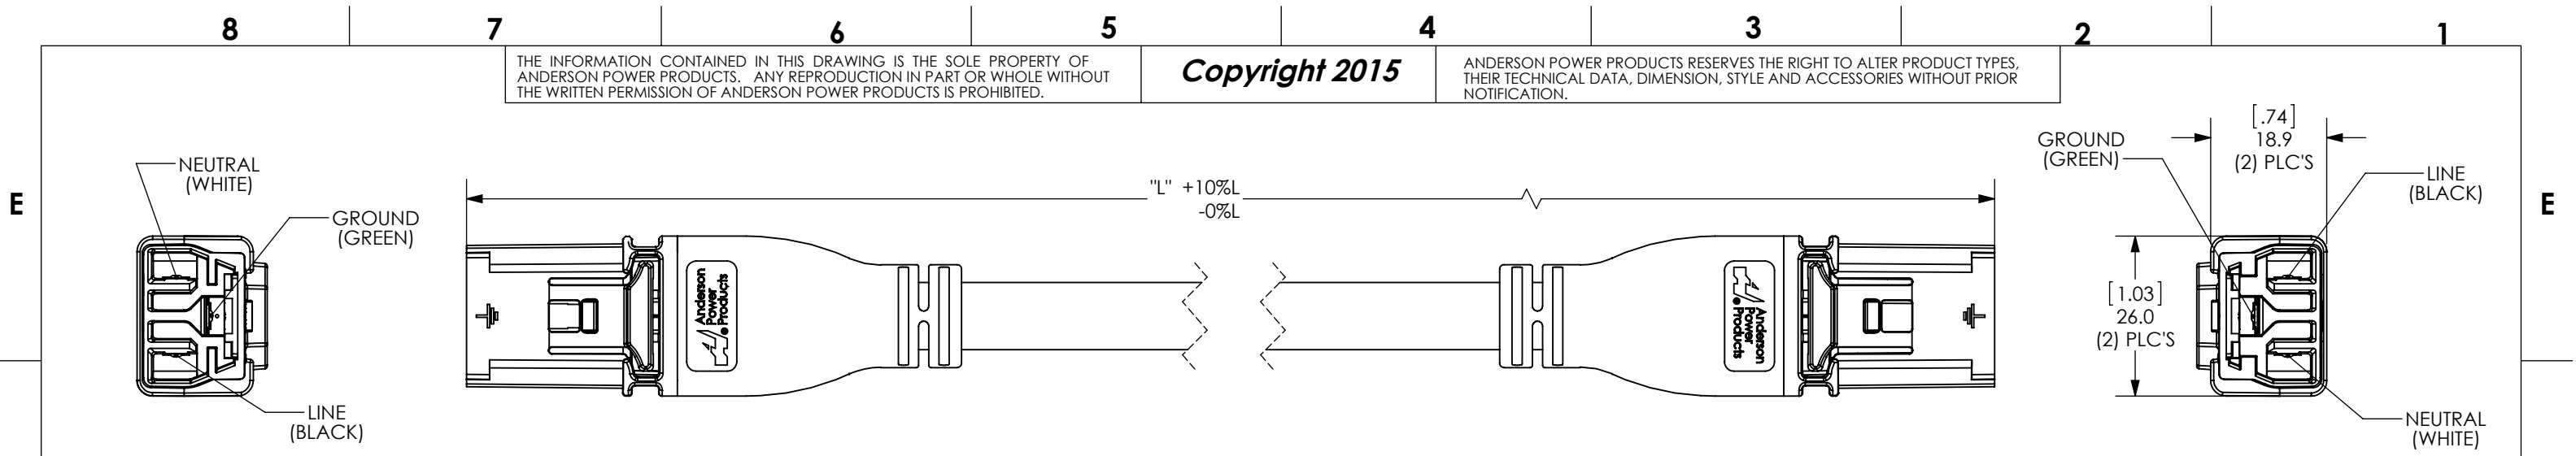 8 7 6 5 4 3 2 1
THE INFORMATION CONTAINED IN THIS DRAWING IS THE SOLE PROPERTY OF
ANDERSON POWER PRODUCTS. ANY REPRODUCTION IN PART OR WHOLE WITHOUT
THE WRITTEN PERMISSION OF ANDERSON POWER PRODUCTS IS PROHIBITED.
Copyright 2015
ANDERSON POWER PRODUCTS RESERVES THE RIGHT TO ALTER PRODUCT TYPES,
THEIR TECHNICAL DATA, DIMENSION, STYLE AND ACCESSORIES WITHOUT PRIOR
NOTIFICATION.
E
NEUTRAL
(WHITE)
GROUND
(GREEN)
LINE
(BLACK)
"L" +10%L
-0%L
Anderson
Power
Products
Anderson
Power
Products
GROUND
(GREEN)
[.74]
18.9
(2) PLC'S
LINE
(BLACK)
[1.03]
26.0
(2) PLC'S
NEUTRAL
(WHITE)
E